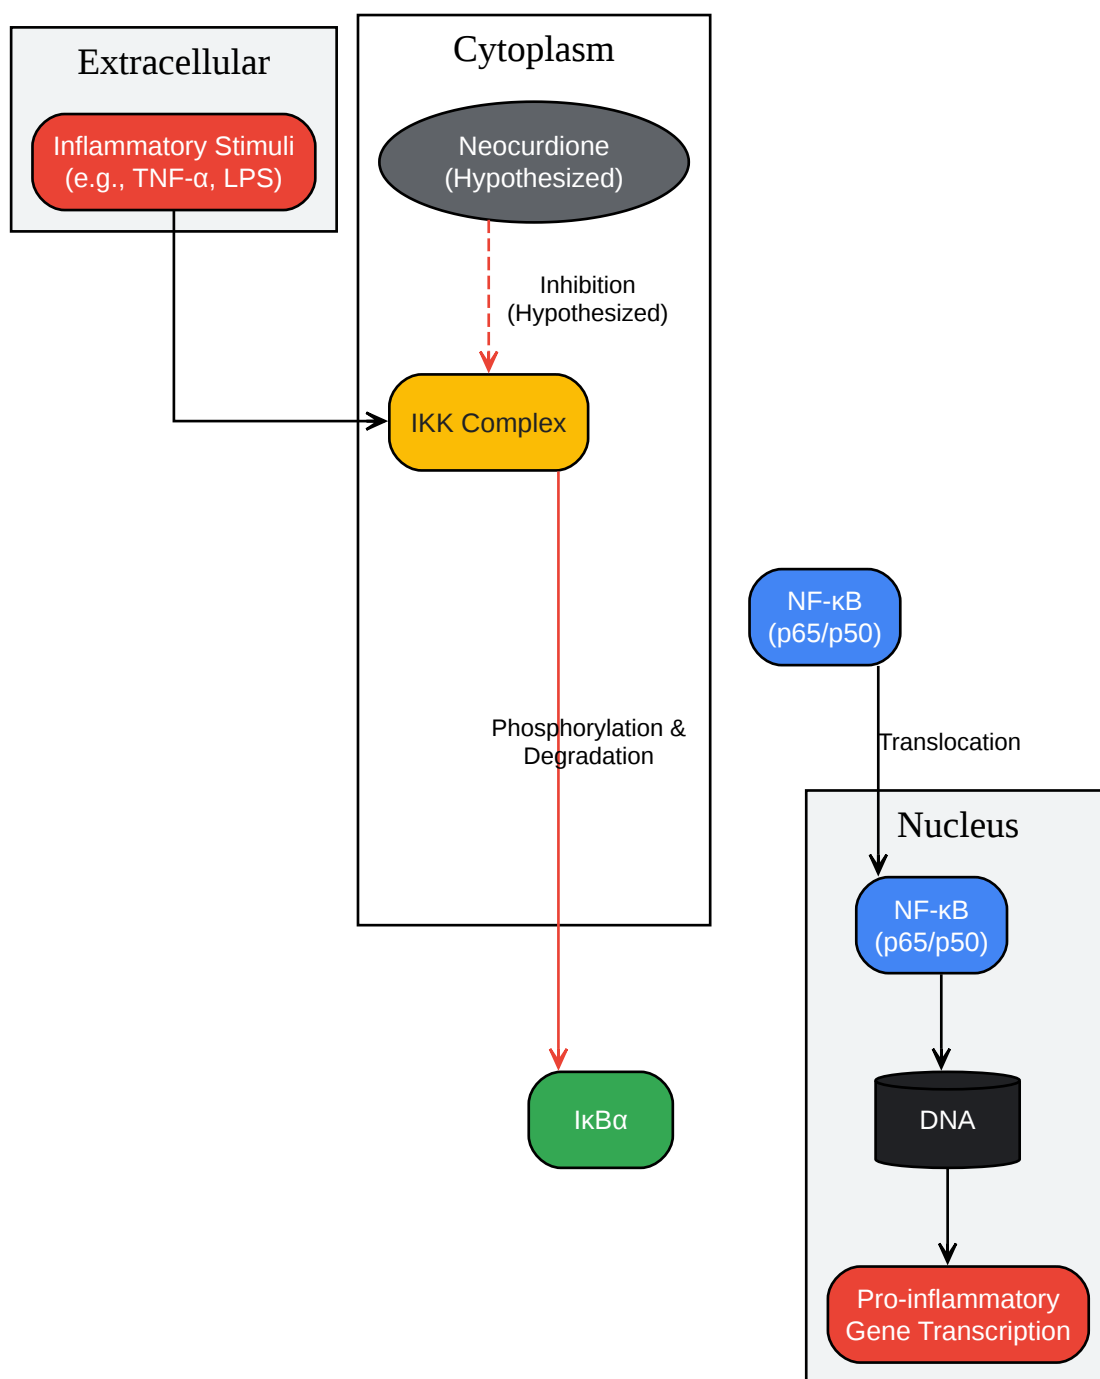 Extracellular
Inflammatory Stimuli
(e.g., TNF-α, LPS)
Cytoplasm
Neocurdione
(Hypothesized)
Inhibition
(Hypothesized)
IKK Complex
Phosphorylation &
Degradation
IκBα
NF-κB
(p65/p50)
Translocation
Nucleus
NF-κB
(p65/p50)
DNA
Pro-inflammatory
Gene Transcription